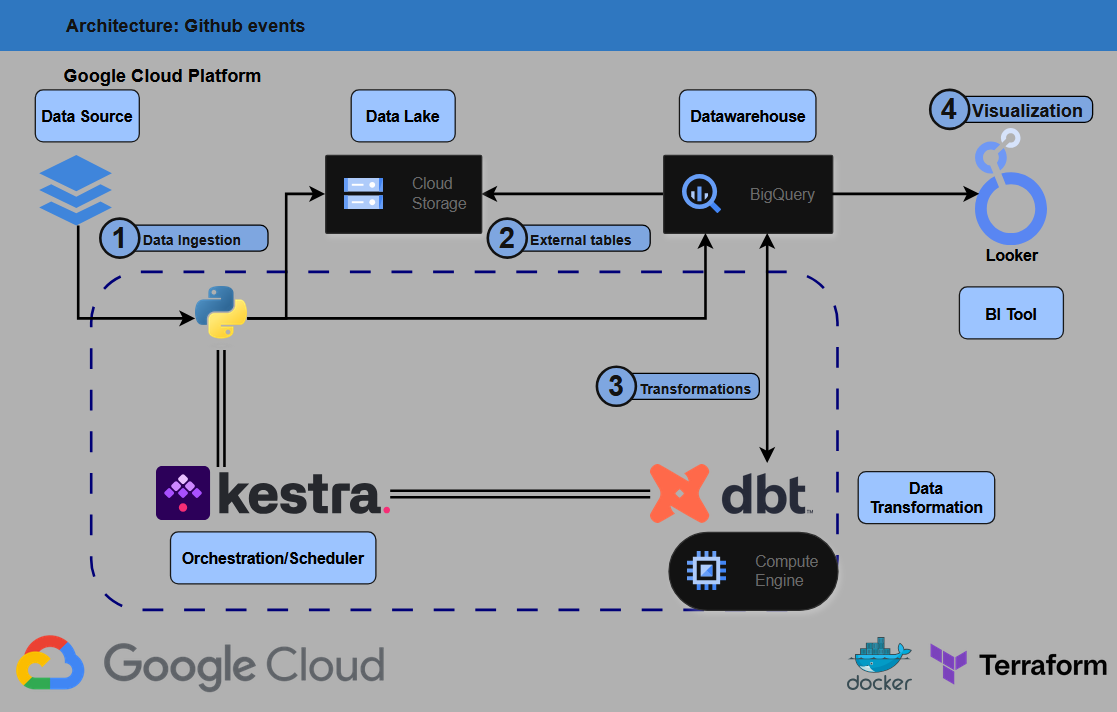 Architecture: Github events
Google Cloud Platform
Data Source
Data Lake
Datawarehouse
4 Visualization
Cloud
Storage
BigQuery
1 Data Ingestion
2 External tables
Looker
BI Tool
3 Transformations
kestra.
dbt
TM
Data
Transformation
Orchestration/Scheduler
Compute
Engine
Google Cloud
docker
Terraform